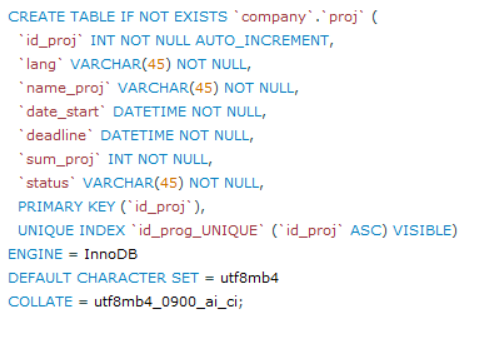 CREATE TABLE IF NOT EXISTS `company`.`proj` (
`id_proj` INT NOT NULL AUTO_INCREMENT,
`lang` VARCHAR(45) NOT NULL,
`name_proj` VARCHAR(45) NOT NULL,
`date_start` DATETIME NOT NULL,
`deadline` DATETIME NOT NULL,
`sum_proj` INT NOT NULL,
`status` VARCHAR(45) NOT NULL,
PRIMARY KEY (`id_proj`),
UNIQUE INDEX `id_prog_UNIQUE` (`id_proj` ASC) VISIBLE)
ENGINE = InnoDB
DEFAULT CHARACTER SET = utf8mb4
COLLATE = utf8mb4_0900_ai_ci;